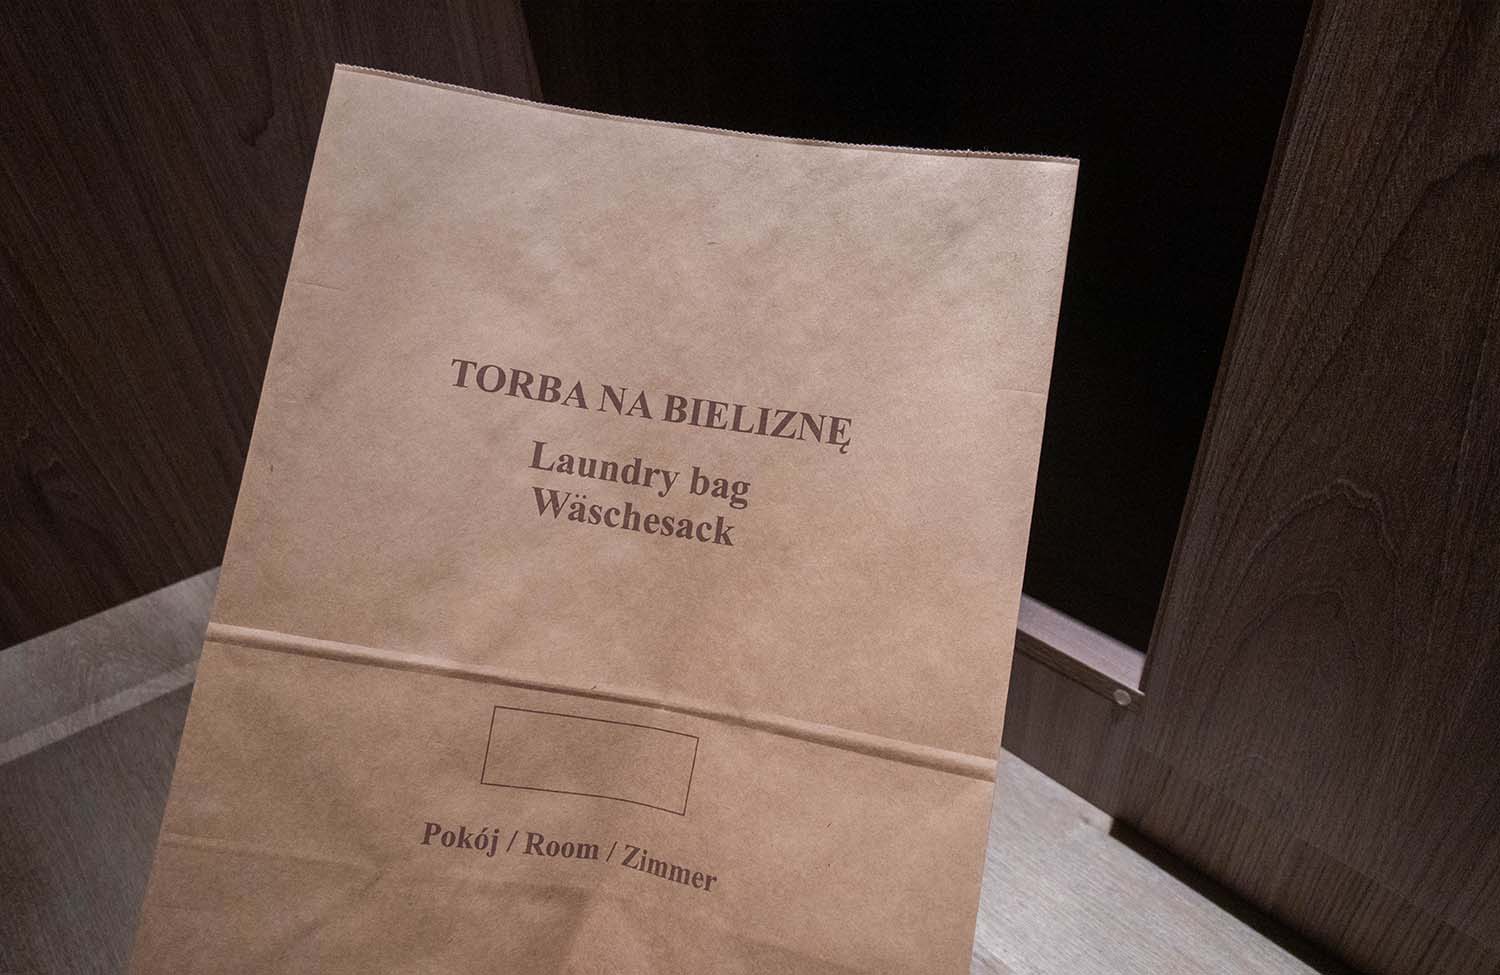 TORBA NA BIELIZNĘ
Laundry bag
Wäschesack
Pokój / Room / Zimmer